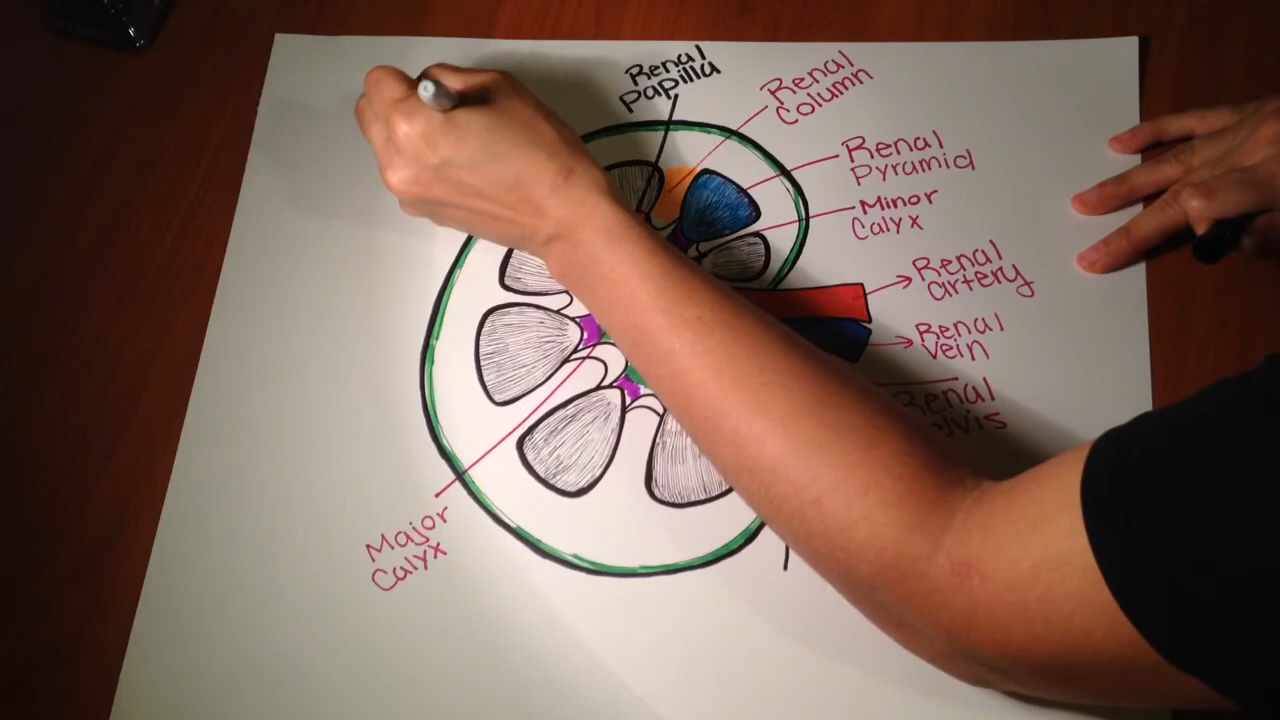 Renal
Papilla
Renal
Column
Renal
Pyramid
Minor
Calyx
Renal
artery
Renal
Vein
Renal
Major
Calyx